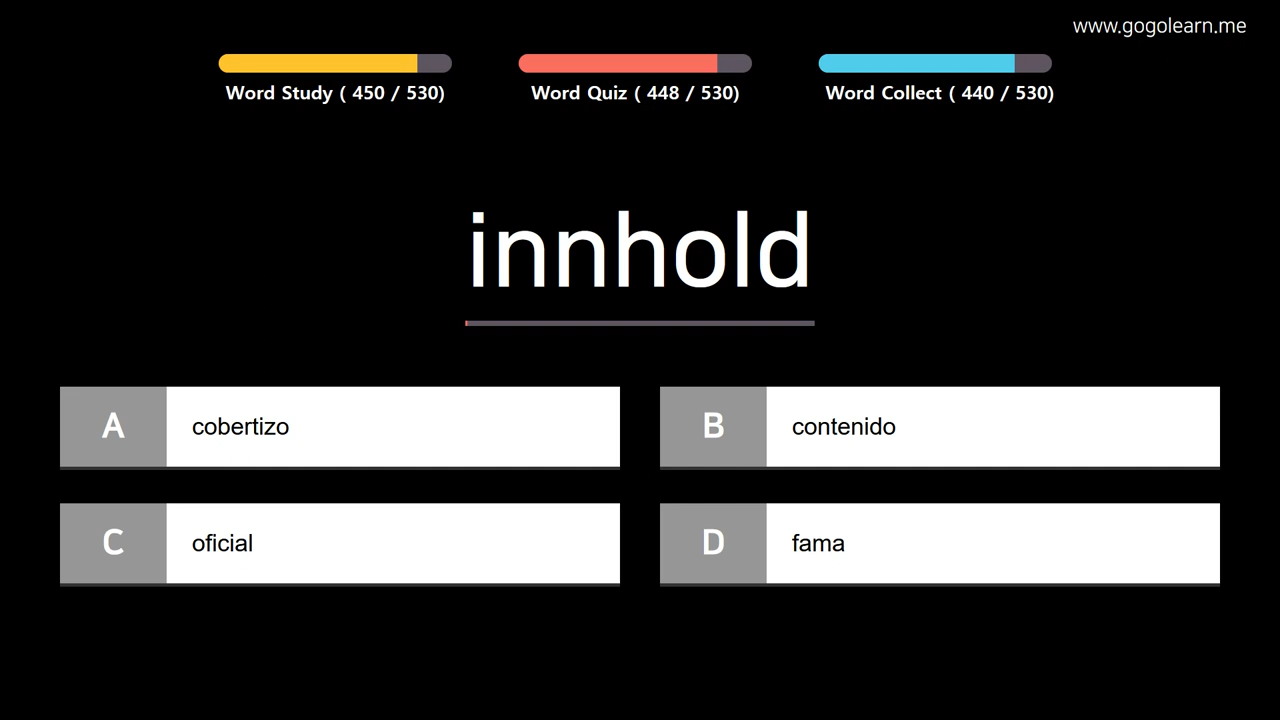 www.gogolearn.me
Word Study ( 450 / 530)
Word Quiz ( 448 / 530)
Word Collect ( 440 / 530)
innhold
A cobertizo
B contenido
C oficial
D fama